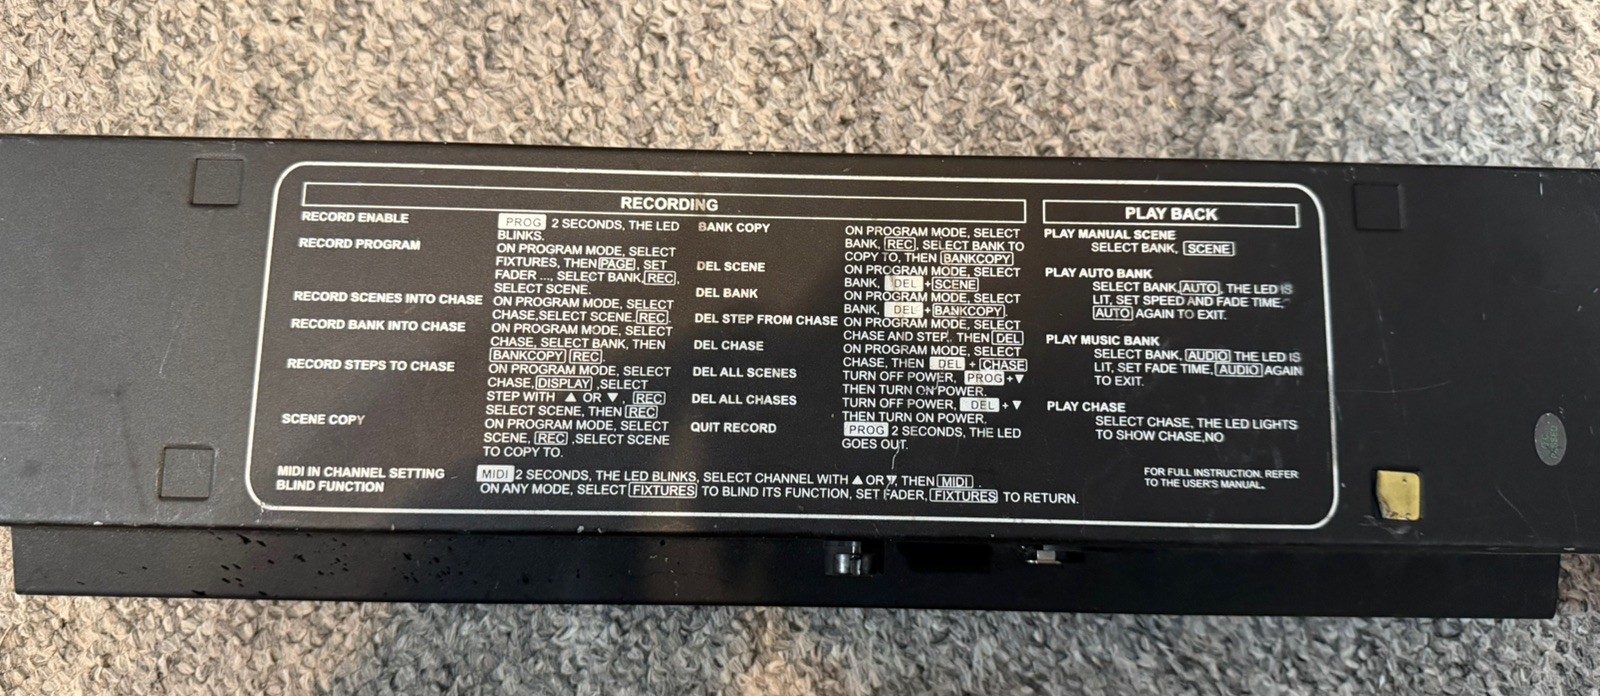 RECORDING
RECORD ENABLE
PROG 2 SECONDS, THE LED
BLINKS.
RECORD PROGRAM
ON PROGRAM MODE, SELECT
FIXTURES, THEN PAGE, SET
FADER ..., SELECT BANK, REC,
SELECT SCENE.
RECORD SCENES INTO CHASE
ON PROGRAM MODE, SELECT
CHASE,SELECT SCENE. REC.
RECORD BANK INTO CHASE
ON PROGRAM MODE, SELECT
CHASE, SELECT BANK, THEN
BANKCOPY REC.
RECORD STEPS TO CHASE
ON PROGRAM MODE, SELECT
CHASE, DISPLAY ,SELECT
STEP WITH ▲ OR ▼, REC
SELECT SCENE, THEN REC
SCENE COPY
ON PROGRAM MODE, SELECT
SCENE, REC ,SELECT SCENE
TO COPY TO.
BANK COPY
ON PROGRAM MODE, SELECT
BANK, REC, SELECT BANK TO
COPY TO, THEN BANKCOPY
DEL SCENE
ON PROGRAM MODE, SELECT
BANK, DEL + SCENE
DEL BANK
ON PROGRAM MODE, SELECT
BANK, DEL + BANKCOPY.
DEL STEP FROM CHASE
ON PROGRAM MODE, SELECT
CHASE AND STEP, THEN DEL
DEL CHASE
ON PROGRAM MODE, SELECT
CHASE, THEN DEL + CHASE
DEL ALL SCENES
TURN OFF POWER, PROG + ▼
THEN TURN ON POWER.
DEL ALL CHASES
TURN OFF POWER, DEL + ▼
THEN TURN ON POWER.
QUIT RECORD
PROG 2 SECONDS, THE LED
GOES OUT.
MIDI IN CHANNEL SETTING
MIDI 2 SECONDS, THE LED BLINKS, SELECT CHANNEL WITH ▲ OR ▼, THEN MIDI .
BLIND FUNCTION
ON ANY MODE, SELECT FIXTURES TO BLIND ITS FUNCTION, SET FADER, FIXTURES TO RETURN.
PLAY BACK
PLAY MANUAL SCENE
SELECT BANK, SCENE
PLAY AUTO BANK
SELECT BANK, AUTO, THE LED IS
LIT, SET SPEED AND FADE TIME,
AUTO AGAIN TO EXIT.
PLAY MUSIC BANK
SELECT BANK, AUDIO THE LED IS
LIT, SET FADE TIME, AUDIO AGAIN
TO EXIT.
PLAY CHASE
SELECT CHASE, THE LED LIGHTS
TO SHOW CHASE,NO
FOR FULL INSTRUCTION, REFER
TO THE USER'S MANUAL.